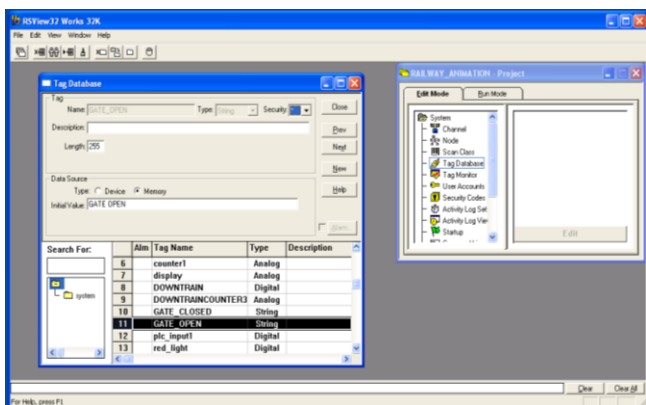 RSView32 Works 32K
File Edit View Window Help
Tag Database
Tag
Name: GATE_OPEN Type: String Security: *
Description:
Length: 255
Data Source
Type: Device Memory
Initial Value: GATE OPEN
Close
Prev
Next
New
Help
Alarm...
Search For:
system
Alm Tag Name Type Description
6 counter1 Analog
7 display Analog
8 DOWNTRAIN Digital
9 DOWNTRAINCOUNTER3 Analog
10 GATE_CLOSED String
11 GATE_OPEN String
12 plc_input1 Digital
13 red_light Digital
RAILWAY_ANIMATION - Project
Edit Mode Run Mode
System
Channel
Node
Scan Class
Tag Database
Tag Monitor
User Accounts
Security Codes
Activity Log Set
Activity Log View
Startup
Edit
Clear Clear All
For Help, press F1